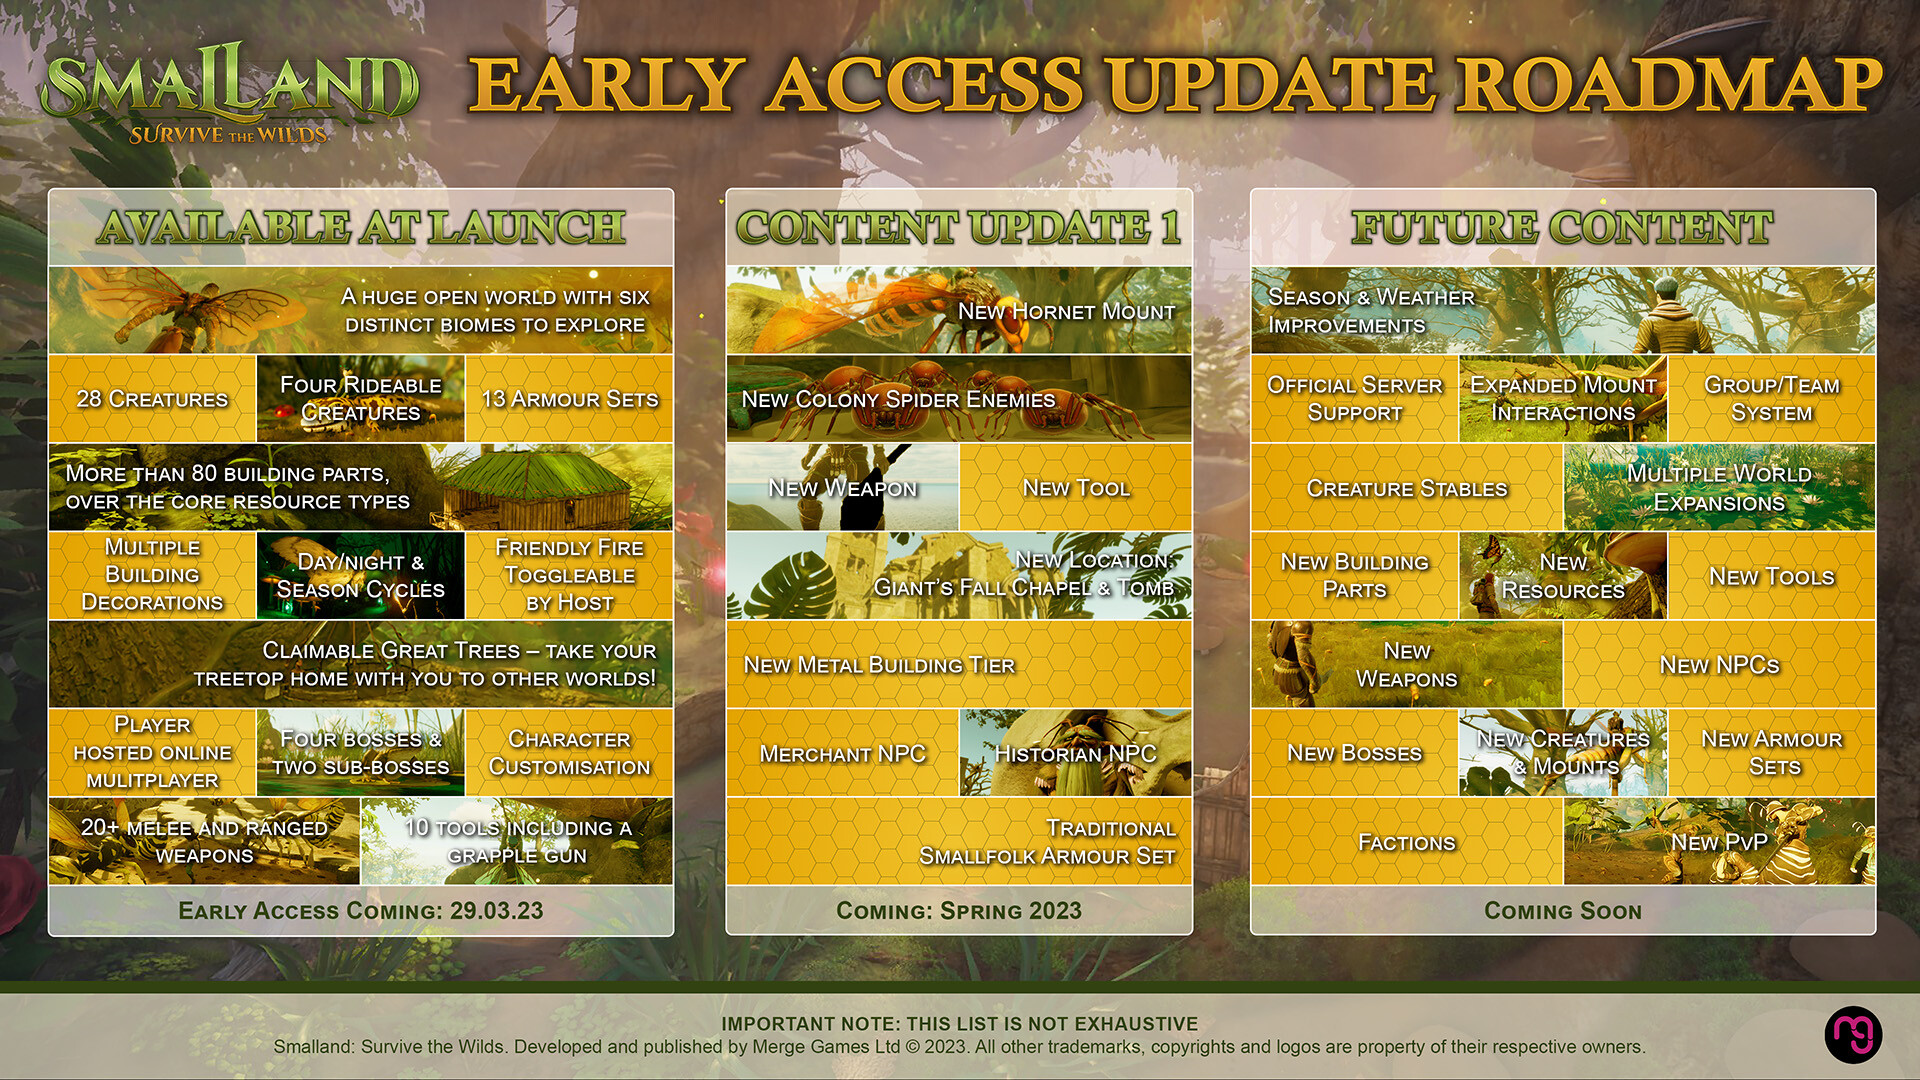 SMALLAND
SURVIVE THE WILDS
EARLY ACCESS UPDATE ROADMAP
AVAILABLE AT LAUNCH
A HUGE OPEN WORLD WITH SIX
DISTINCT BIOMES TO EXPLORE
28 CREATURES
FOUR RIDEABLE
CREATURES
13 ARMOUR SETS
MORE THAN 80 BUILDING PARTS,
OVER THE CORE RESOURCE TYPES
MULTIPLE
BUILDING
DECORATIONS
DAY/NIGHT &
SEASON CYCLES
FRIENDLY FIRE
TOGGLEABLE
BY HOST
CLAIMABLE GREAT TREES – TAKE YOUR
TREETOP HOME WITH YOU TO OTHER WORLDS!
PLAYER
HOSTED ONLINE
MULITPLAYER
FOUR BOSSES &
TWO SUB-BOSSES
CHARACTER
CUSTOMISATION
20+ MELEE AND RANGED
WEAPONS
10 TOOLS INCLUDING A
GRAPPLE GUN
EARLY ACCESS COMING: 29.03.23
CONTENT UPDATE 1
NEW HORNET MOUNT
NEW COLONY SPIDER ENEMIES
NEW WEAPON
NEW TOOL
NEW LOCATION:
GIANT'S FALL CHAPEL & TOMB
NEW METAL BUILDING TIER
MERCHANT NPC
HISTORIAN NPC
TRADITIONAL
SMALLFOLK ARMOUR SET
COMING: SPRING 2023
FUTURE CONTENT
SEASON & WEATHER
IMPROVEMENTS
OFFICIAL SERVER
SUPPORT
EXPANDED MOUNT
INTERACTIONS
GROUP/TEAM
SYSTEM
CREATURE STABLES
MULTIPLE WORLD
EXPANSIONS
NEW BUILDING
PARTS
NEW
RESOURCES
NEW TOOLS
NEW
WEAPONS
NEW NPCS
NEW BOSSES
NEW CREATURES
& MOUNTS
NEW ARMOUR
SETS
FACTIONS
NEW PVP
COMING SOON
IMPORTANT NOTE: THIS LIST IS NOT EXHAUSTIVE
Smalland: Survive the Wilds. Developed and published by Merge Games Ltd © 2023. All other trademarks, copyrights and logos are property of their respective owners.
mg